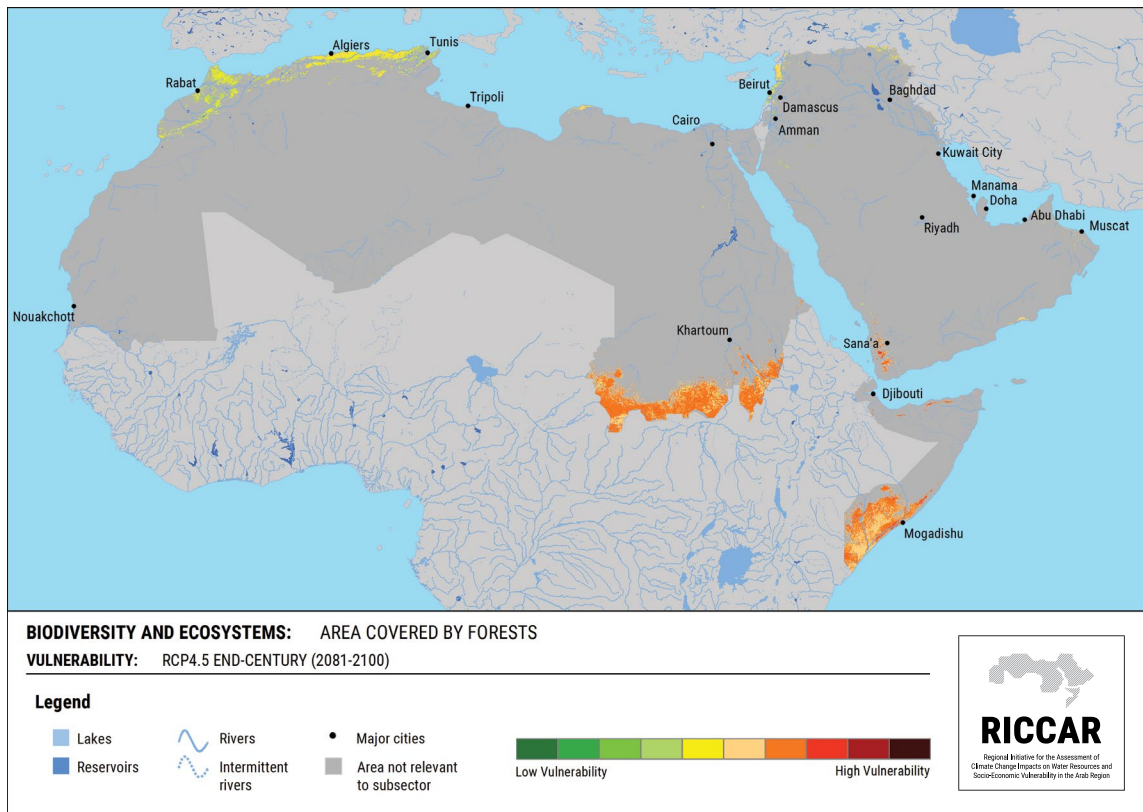 Algiers
Tunis
Rabat
Tripoli
Beirut
Damascus
Amman
Baghdad
Cairo
Kuwait City
Manama
Doha
Abu Dhabi
Muscat
Riyadh
Nouakchott
Khartoum
Sana'a
Djibouti
Mogadishu
BIODIVERSITY AND ECOSYSTEMS: AREA COVERED BY FORESTS
VULNERABILITY: RCP4.5 END-CENTURY (2081-2100)
Legend
Lakes
Reservoirs
Rivers
Intermittent
rivers
Major cities
Area not relevant
to subsector
Low Vulnerability
High Vulnerability
RICCAR
Regional Initiative for the Assessment of
Climate Change Impacts on Water Resources and
Socio-Economic Vulnerability in the Arab Region